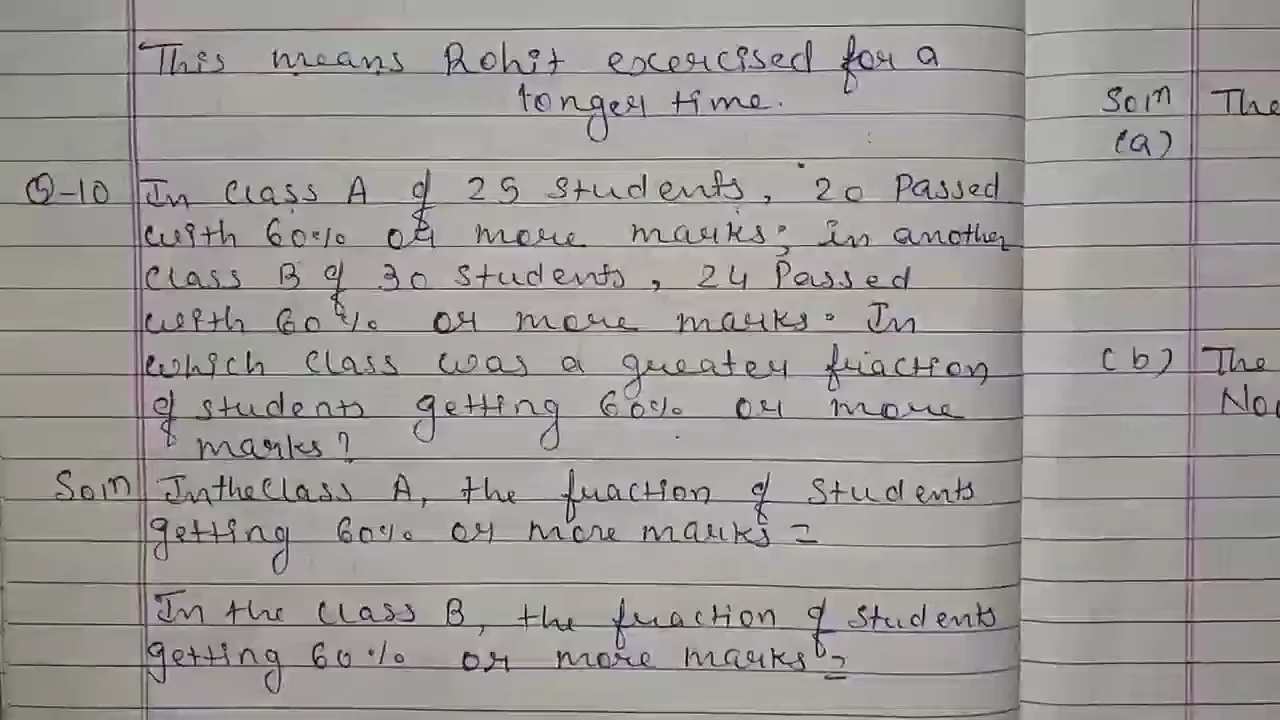 This means Rohit excercised for a
longer time.
Q-10 In class A of 25 students, 20 Passed
with 60% or more marks; in another
class B of 30 students, 24 Passed
with 60% or more marks. In
which class was a greater fraction
of students getting 60% or more
marks?
Soln In the class A, the fraction of students
getting 60% or more marks =
In the class B, the fraction of students
getting 60% or more marks =
Soln The
(a)
(b) The